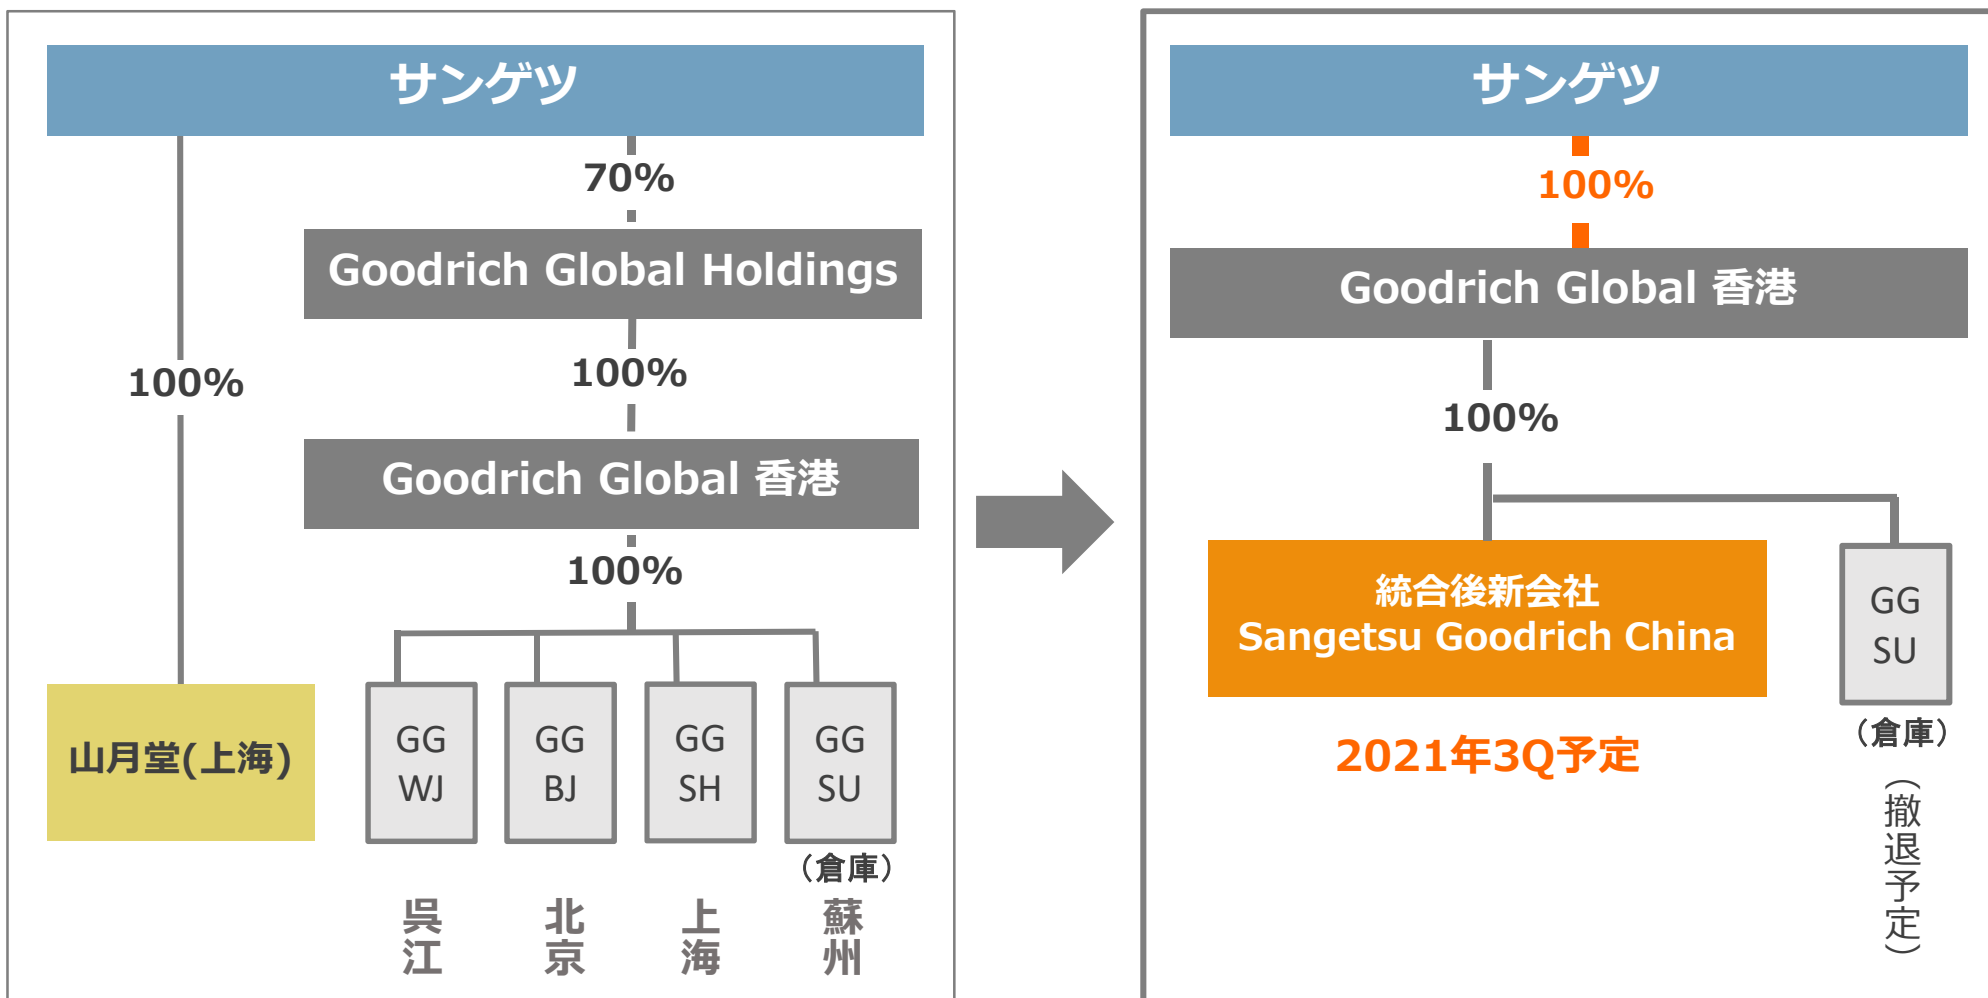 サンゲツ
70%
Goodrich Global Holdings
100%
100%
Goodrich Global 香港
100%
山月堂(上海)
GG
WJ
GG
BJ
GG
SH
GG
SU
（倉庫）
呉江
北京
上海
蘇州
サンゲツ
100%
Goodrich Global 香港
100%
統合後新会社
Sangetsu Goodrich China
GG
SU
（倉庫）
2021年3Q予定
（撤退予定）